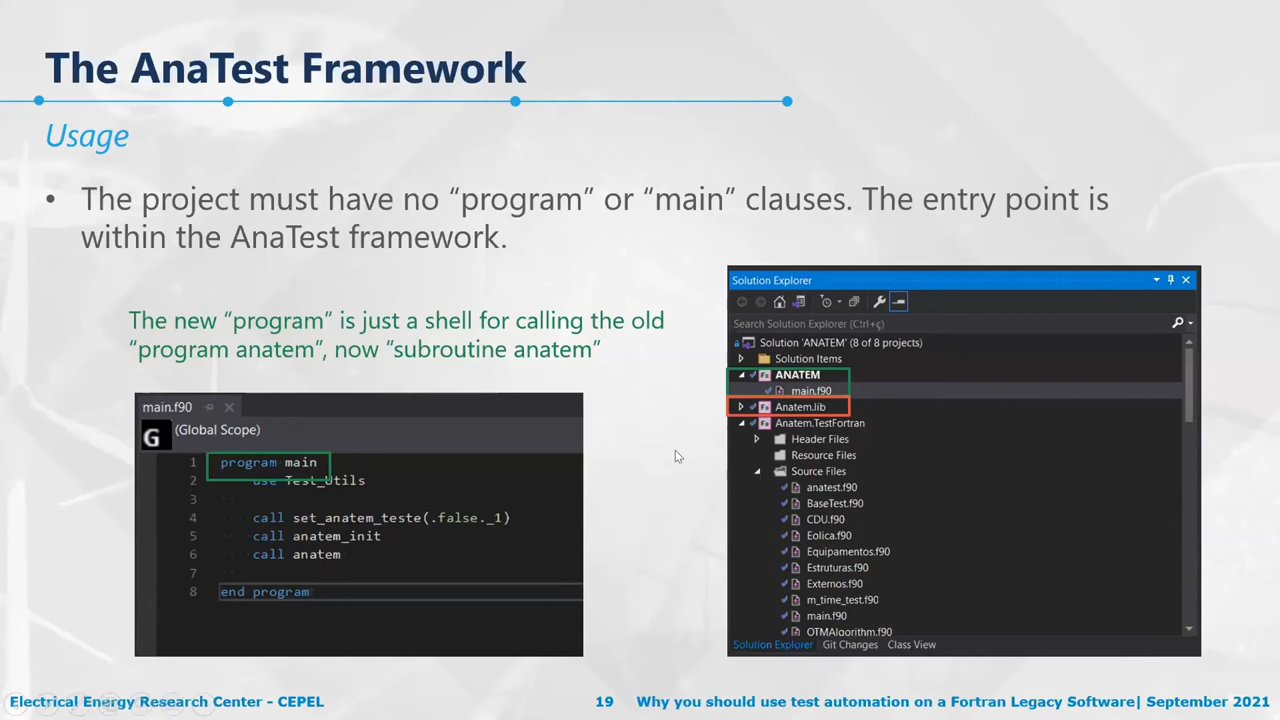 The AnaTest Framework
Usage
• The project must have no “program” or “main” clauses. The entry point is
within the AnaTest framework.
The new “program” is just a shell for calling the old
“program anatem”, now “subroutine anatem”
main.f90
G (Global Scope)
1 program main
2 use Test_Utils
3
4 call set_anatem_teste(.false._1)
5 call anatem_init
6 call anatem
7
8 end program
Solution Explorer
Search Solution Explorer (Ctrl+ç)
Solution 'ANATEM' (8 of 8 projects)
Solution Items
ANATEM
main.f90
Anatem.lib
Anatem.TestFortran
Header Files
Resource Files
Source Files
anatest.f90
BaseTest.f90
CDU.f90
Eolica.f90
Equipamentos.f90
Estruturas.f90
Externos.f90
m_time_test.f90
main.f90
OTMAlgorithm.f90
Solution Explorer Git Changes Class View
Electrical Energy Research Center - CEPEL
19
Why you should use test automation on a Fortran Legacy Software| September 2021